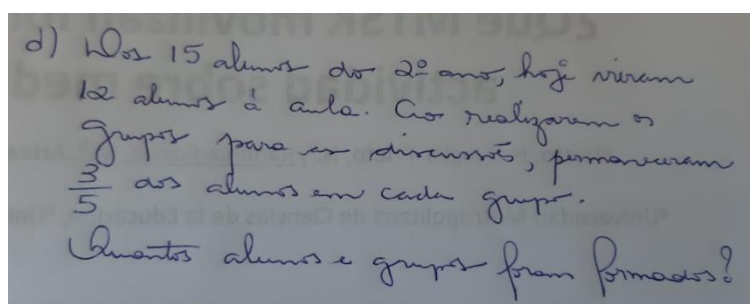 d) Dos 15 alunos do 2º ano, hoje vieram
12 alunos à aula. Ao realizarem os
grupos para as discussões, permaneceram
3/5 dos alunos em cada grupo.
Quantos alunos e grupos foram formados?